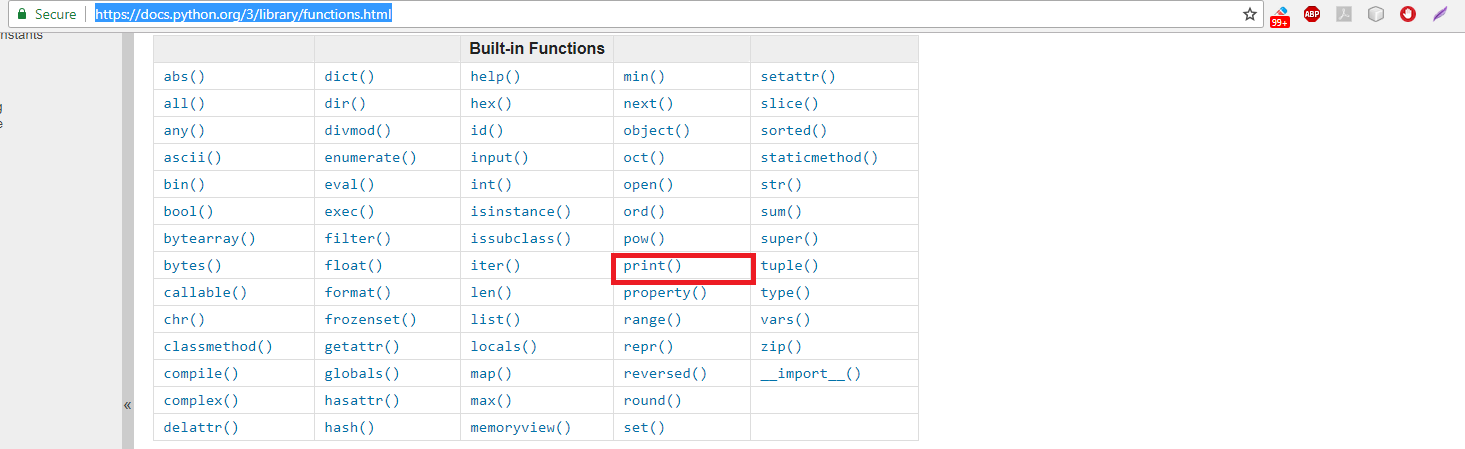 Secure | https://docs.python.org/3/library/functions.html
99+
ABP
nstants
Built-in Functions
abs() dict() help() min() setattr()
all() dir() hex() next() slice()
any() divmod() id() object() sorted()
ascii() enumerate() input() oct() staticmethod()
bin() eval() int() open() str()
bool() exec() isinstance() ord() sum()
bytearray() filter() issubclass() pow() super()
bytes() float() iter() print() tuple()
callable() format() len() property() type()
chr() frozenset() list() range() vars()
classmethod() getattr() locals() repr() zip()
compile() globals() map() reversed() __import__()
complex() hasattr() max() round()
delattr() hash() memoryview() set()
g
e
«